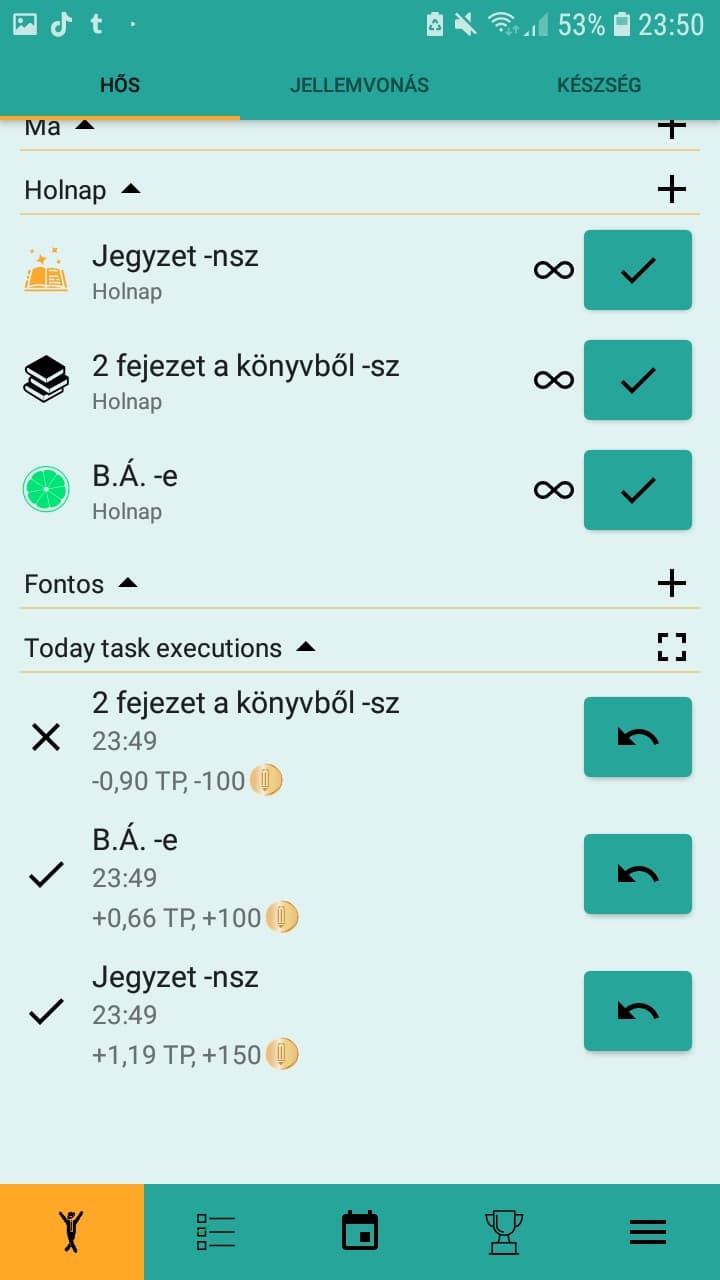 53% 23:50
HŐS JELLEMVONÁS KÉSZSÉG
Ma
Holnap
Jegyzet -nsz
Holnap
2 fejezet a könyvből -sz
Holnap
B.Á. -e
Holnap
Fontos
Today task executions
2 fejezet a könyvből -sz
23:49
-0,90 TP, -100
B.Á. -e
23:49
+0,66 TP, +100
Jegyzet -nsz
23:49
+1,19 TP, +150